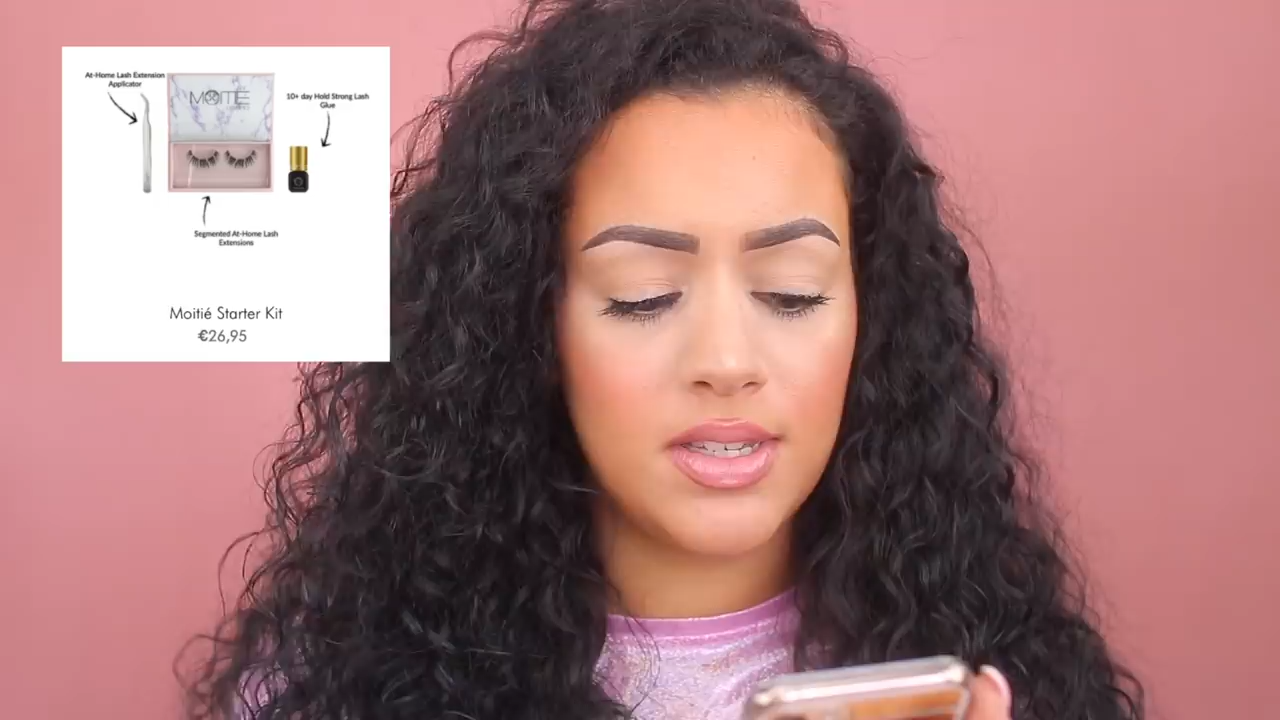 At-Home Lash Extension
Applicator
MOITIÉ
10+ day Hold Strong Lash
Glue
Segmented At-Home Lash
Extensions
Moitié Starter Kit
€26,95